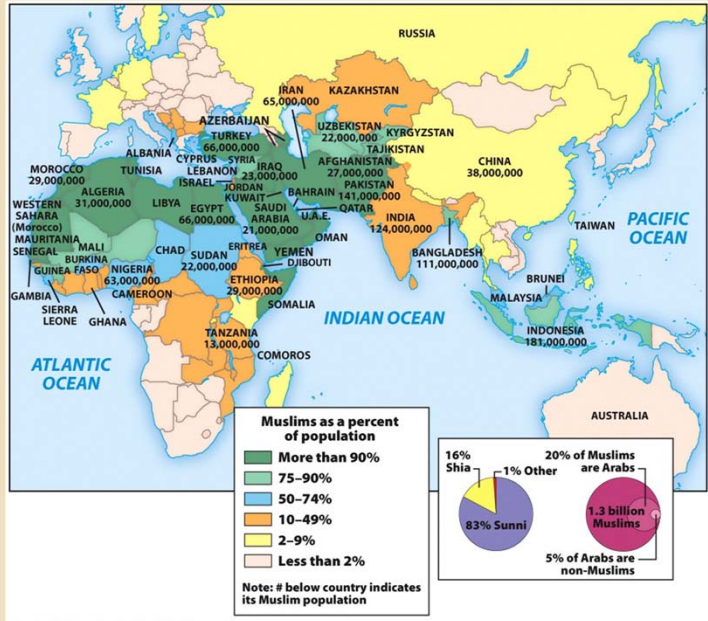 RUSSIA
IRAN
65,000,000
KAZAKHSTAN
AZERBAIJAN
UZBEKISTAN
22,000,000
KYRGYZSTAN
TURKEY
66,000,000
TAJIKISTAN
ALBANIA
CYPRUS
SYRIA
IRAQ
23,000,000
AFGHANISTAN
27,000,000
CHINA
38,000,000
MOROCCO
29,000,000
TUNISIA
LEBANON
ISRAEL
JORDAN
KUWAIT
BAHRAIN
PAKISTAN
141,000,000
ALGERIA
31,000,000
LIBYA
EGYPT
66,000,000
SAUDI
ARABIA
21,000,000
QATAR
U.A.E.
INDIA
124,000,000
WESTERN
SAHARA
(Morocco)
OMAN
TAIWAN
PACIFIC
OCEAN
MAURITANIA
MALI
CHAD
SUDAN
22,000,000
ERITREA
YEMEN
DJIBOUTI
BANGLADESH
111,000,000
SENEGAL
GUINEA
BURKINA
FASO
NIGERIA
63,000,000
ETHIOPIA
29,000,000
BRUNEI
MALAYSIA
GAMBIA
SIERRA
LEONE
GHANA
CAMEROON
SOMALIA
INDIAN OCEAN
INDONESIA
181,000,000
TANZANIA
13,000,000
COMOROS
ATLANTIC
OCEAN
AUSTRALIA
Muslims as a percent
of population
More than 90%
75–90%
50–74%
10–49%
2–9%
Less than 2%
Note: # below country indicates
its Muslim population
16%
Shia
1% Other
83% Sunni
20% of Muslims
are Arabs
1.3 billion
Muslims
5% of Arabs are
non-Muslims